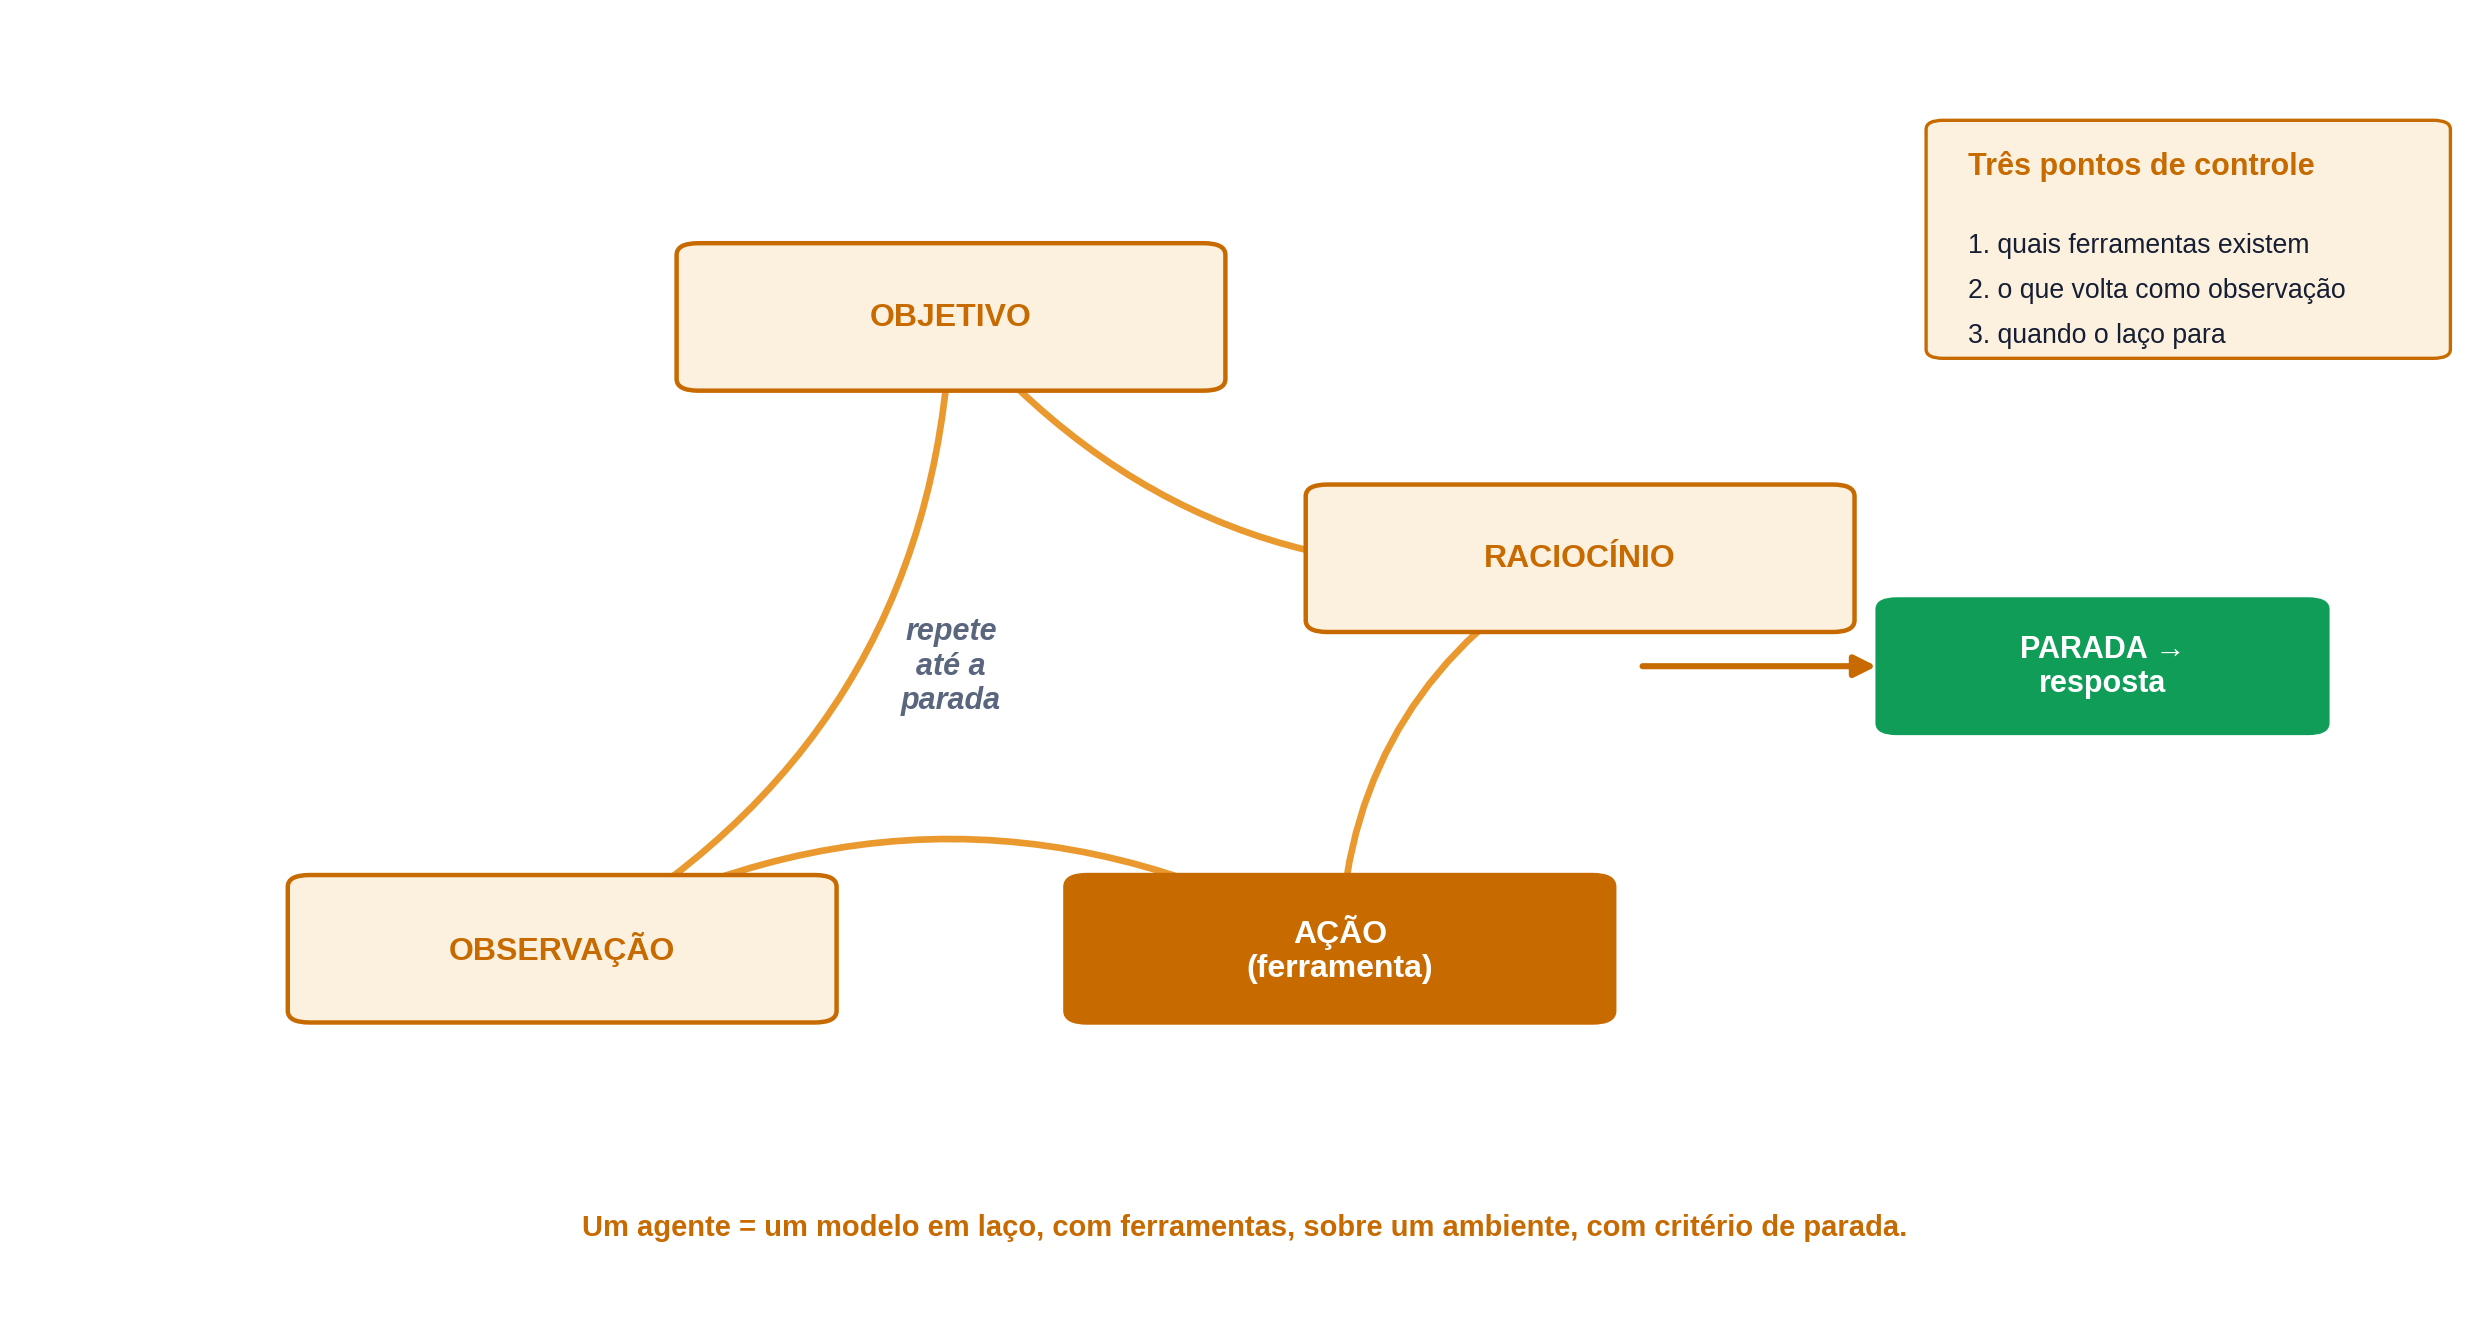 Três pontos de controle
1. quais ferramentas existem
2. o que volta como observação
3. quando o laço para
OBJETIVO
RACIOCÍNIO
repete
até a
parada
PARADA →
resposta
OBSERVAÇÃO
AÇÃO
(ferramenta)
Um agente = um modelo em laço, com ferramentas, sobre um ambiente, com critério de parada.